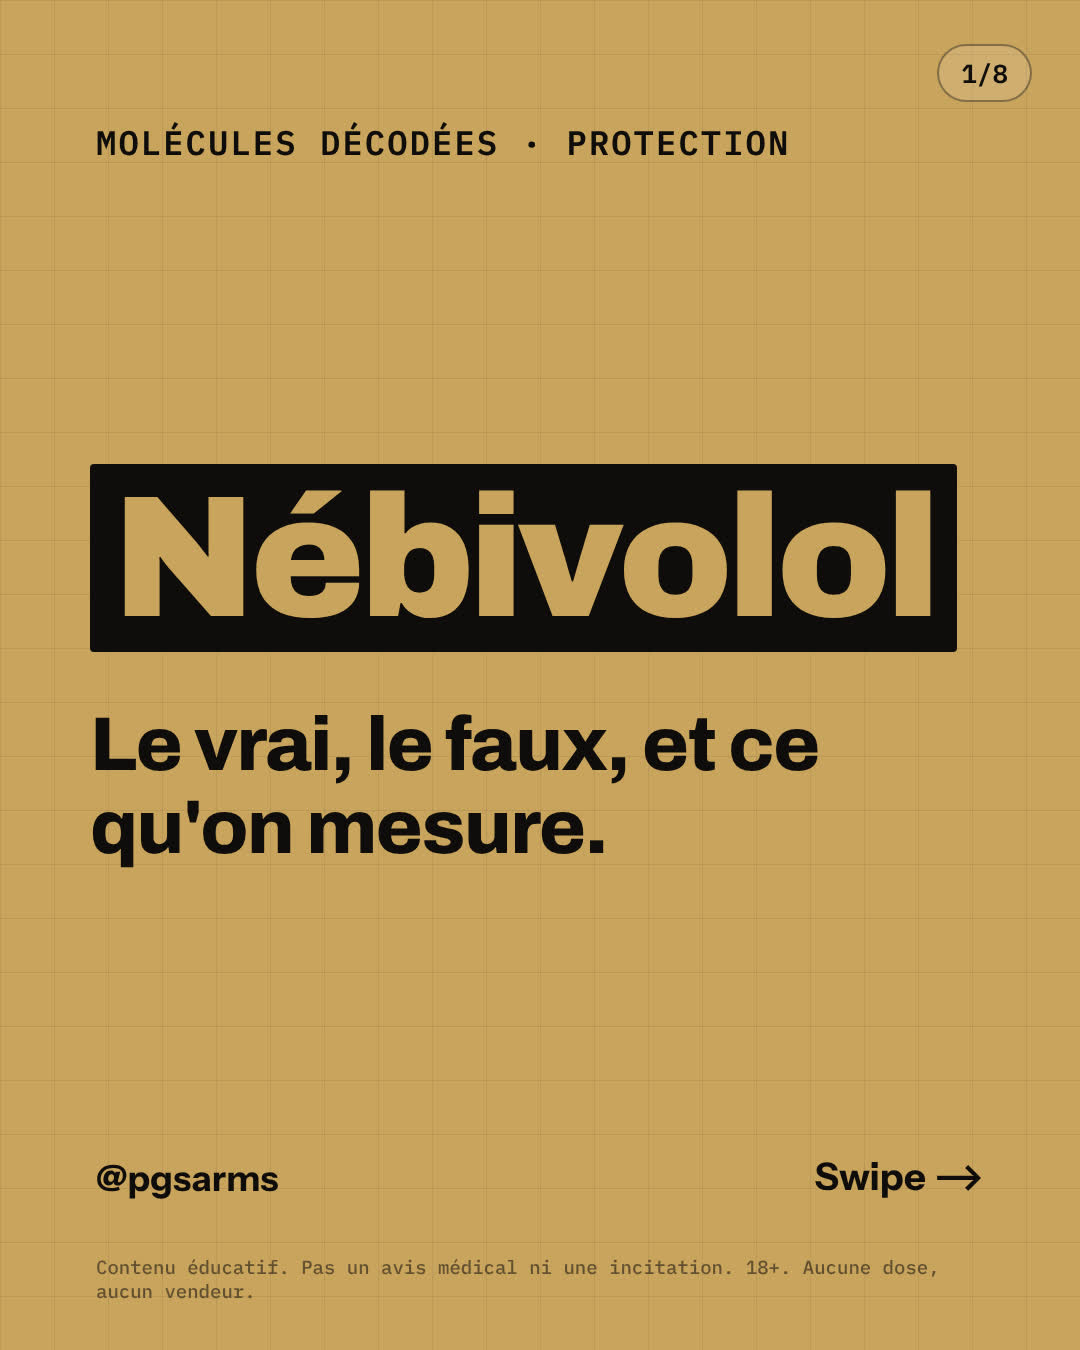 1/8
MOLÉCULES DÉCODÉES · PROTECTION
Nébivolol
Le vrai, le faux, et ce
qu'on mesure.
@pgsarms
Swipe →
Contenu éducatif. Pas un avis médical ni une incitation. 18+. Aucune dose,
aucun vendeur.